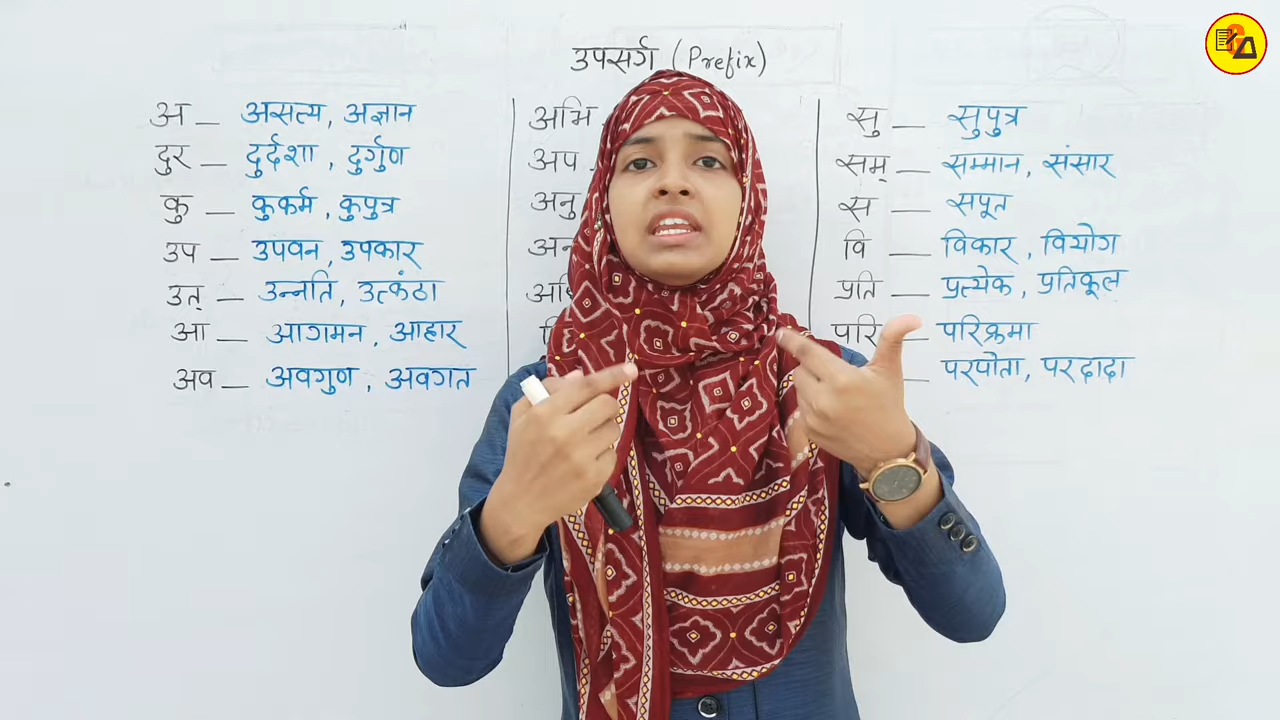 उपसर्ग (Prefix)
अ – असत्य, अज्ञान
दुर – दुर्दशा, दुर्गुण
कु – कुकर्म, कुपुत्र
उप – उपवन, उपकार
उत् – उन्नति, उत्कंठा
आ – आगमन, आहार
अव – अवगुण, अवगत
अभि
अप
अनु
सु – सुपुत्र
सम् – सम्मान, संसार
स – सपूत
वि – विकार, वियोग
प्रति – प्रत्येक, प्रतिकूल
परि – परिक्रमा
– परपोता, परदादा